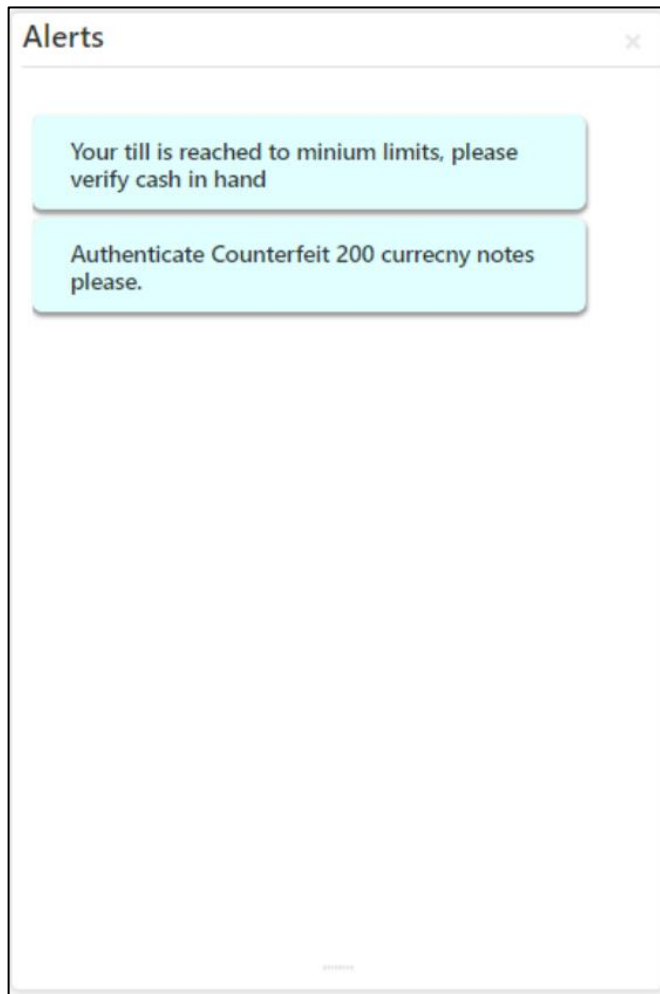 Alerts
Your till is reached to minium limits, please
verify cash in hand
Authenticate Counterfeit 200 currecny notes
please.